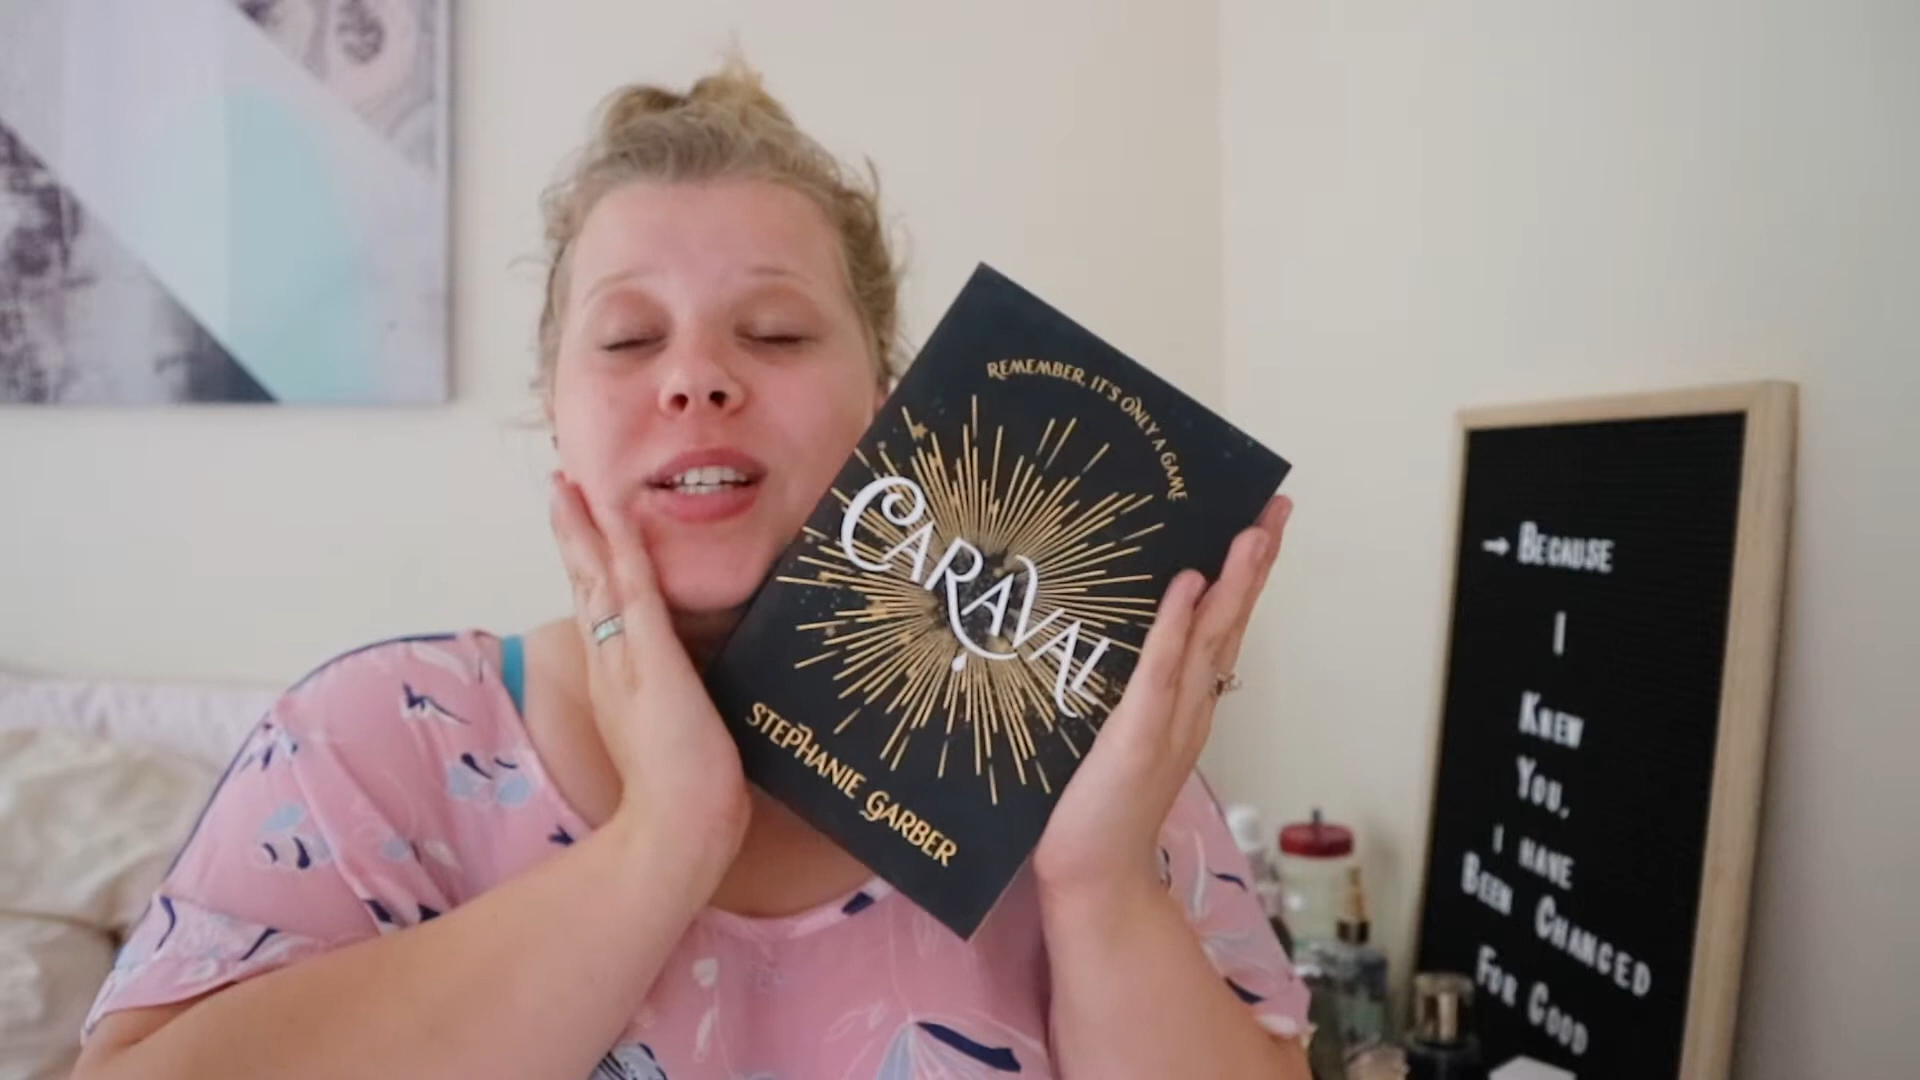 REMEMBER, IT'S ONLY A GAME
CARAVAL
STEPHANIE GARBER
→ BECAUSE
I
KNEW
YOU,
I HAVE
BEEN CHANGED
FOR GOOD